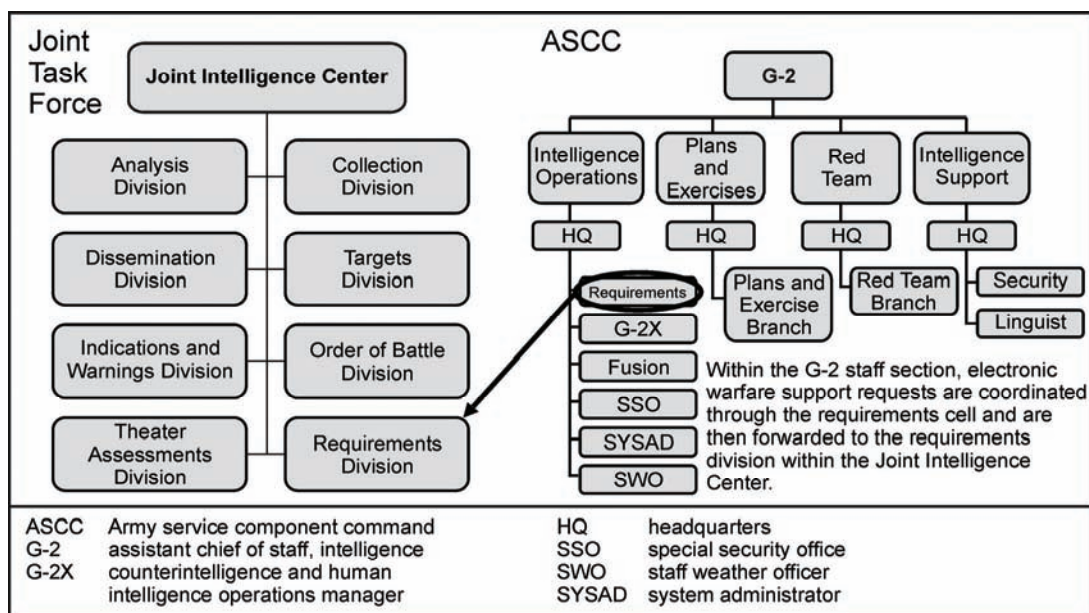 Joint
Task
Force
Joint Intelligence Center
Analysis
Division
Collection
Division
Dissemination
Division
Targets
Division
Indications and
Warnings Division
Order of Battle
Division
Theater
Assessments
Division
Requirements
Division
ASCC
G-2
Intelligence
Operations
Plans
and
Exercises
Red
Team
Intelligence
Support
HQ
HQ
HQ
HQ
Requirements
G-2X
Fusion
SSO
SYSAD
SWO
Plans and
Exercise
Branch
Red Team
Branch
Security
Linguist
Within the G-2 staff section, electronic
warfare support requests are coordinated
through the requirements cell and are
then forwarded to the requirements
division within the Joint Intelligence
Center.
ASCC Army service component command
G-2 assistant chief of staff, intelligence
G-2X counterintelligence and human
intelligence operations manager
HQ headquarters
SSO special security office
SWO staff weather officer
SYSAD system administrator